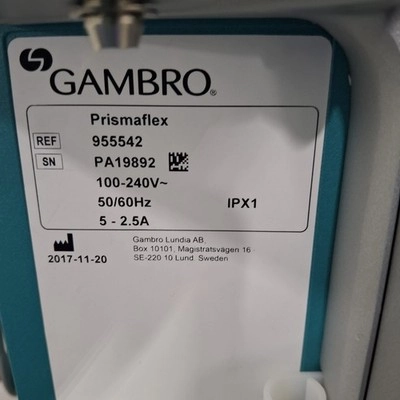 GAMBRO®
Prismaflex
REF 955542
SN PA19892
100-240V~
50/60Hz IPX1
5 - 2.5A
2017-11-20
Gambro Lundia AB,
Box 10101, Magistratsvägen 16
SE-220 10 Lund, Sweden